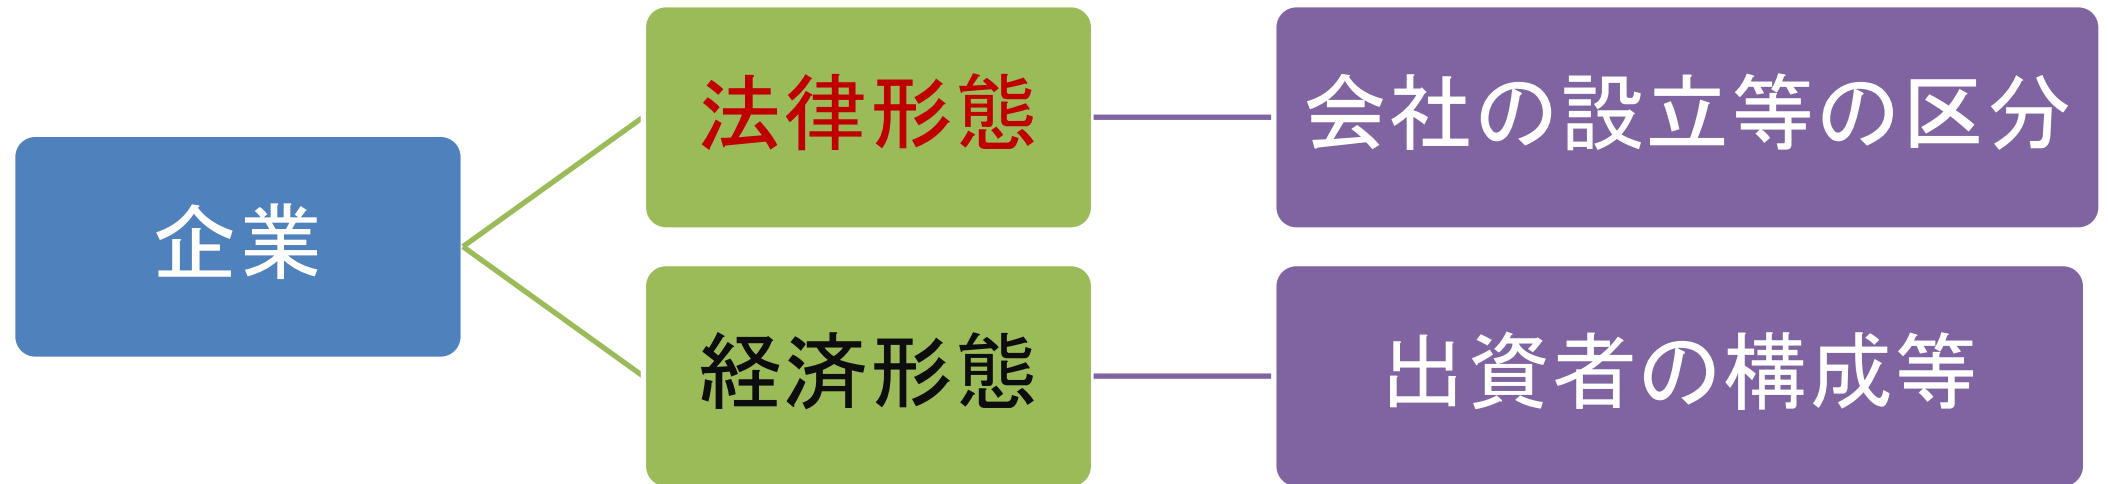 企業
法律形態
会社の設立等の区分
経済形態
出資者の構成等